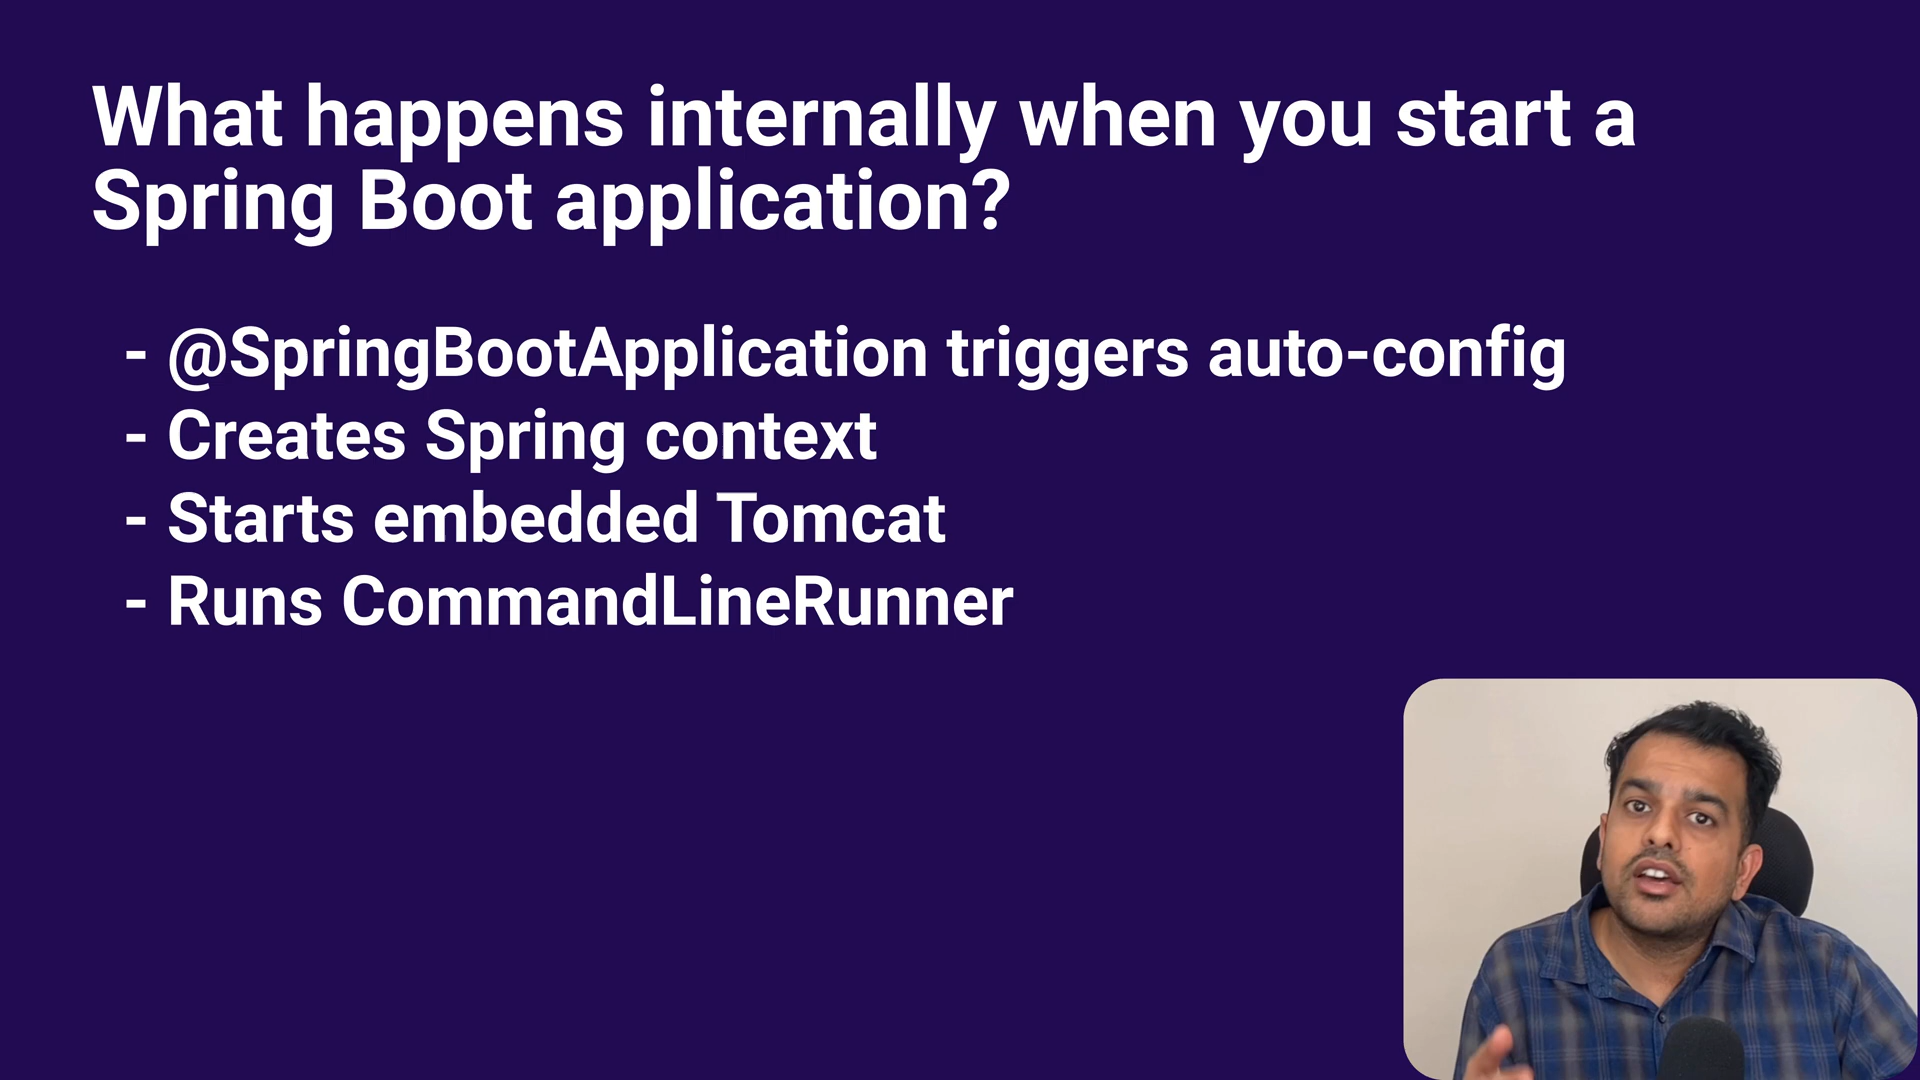 What happens internally when you start a
Spring Boot application?
- @SpringBootApplication triggers auto-config
- Creates Spring context
- Starts embedded Tomcat
- Runs CommandLineRunner